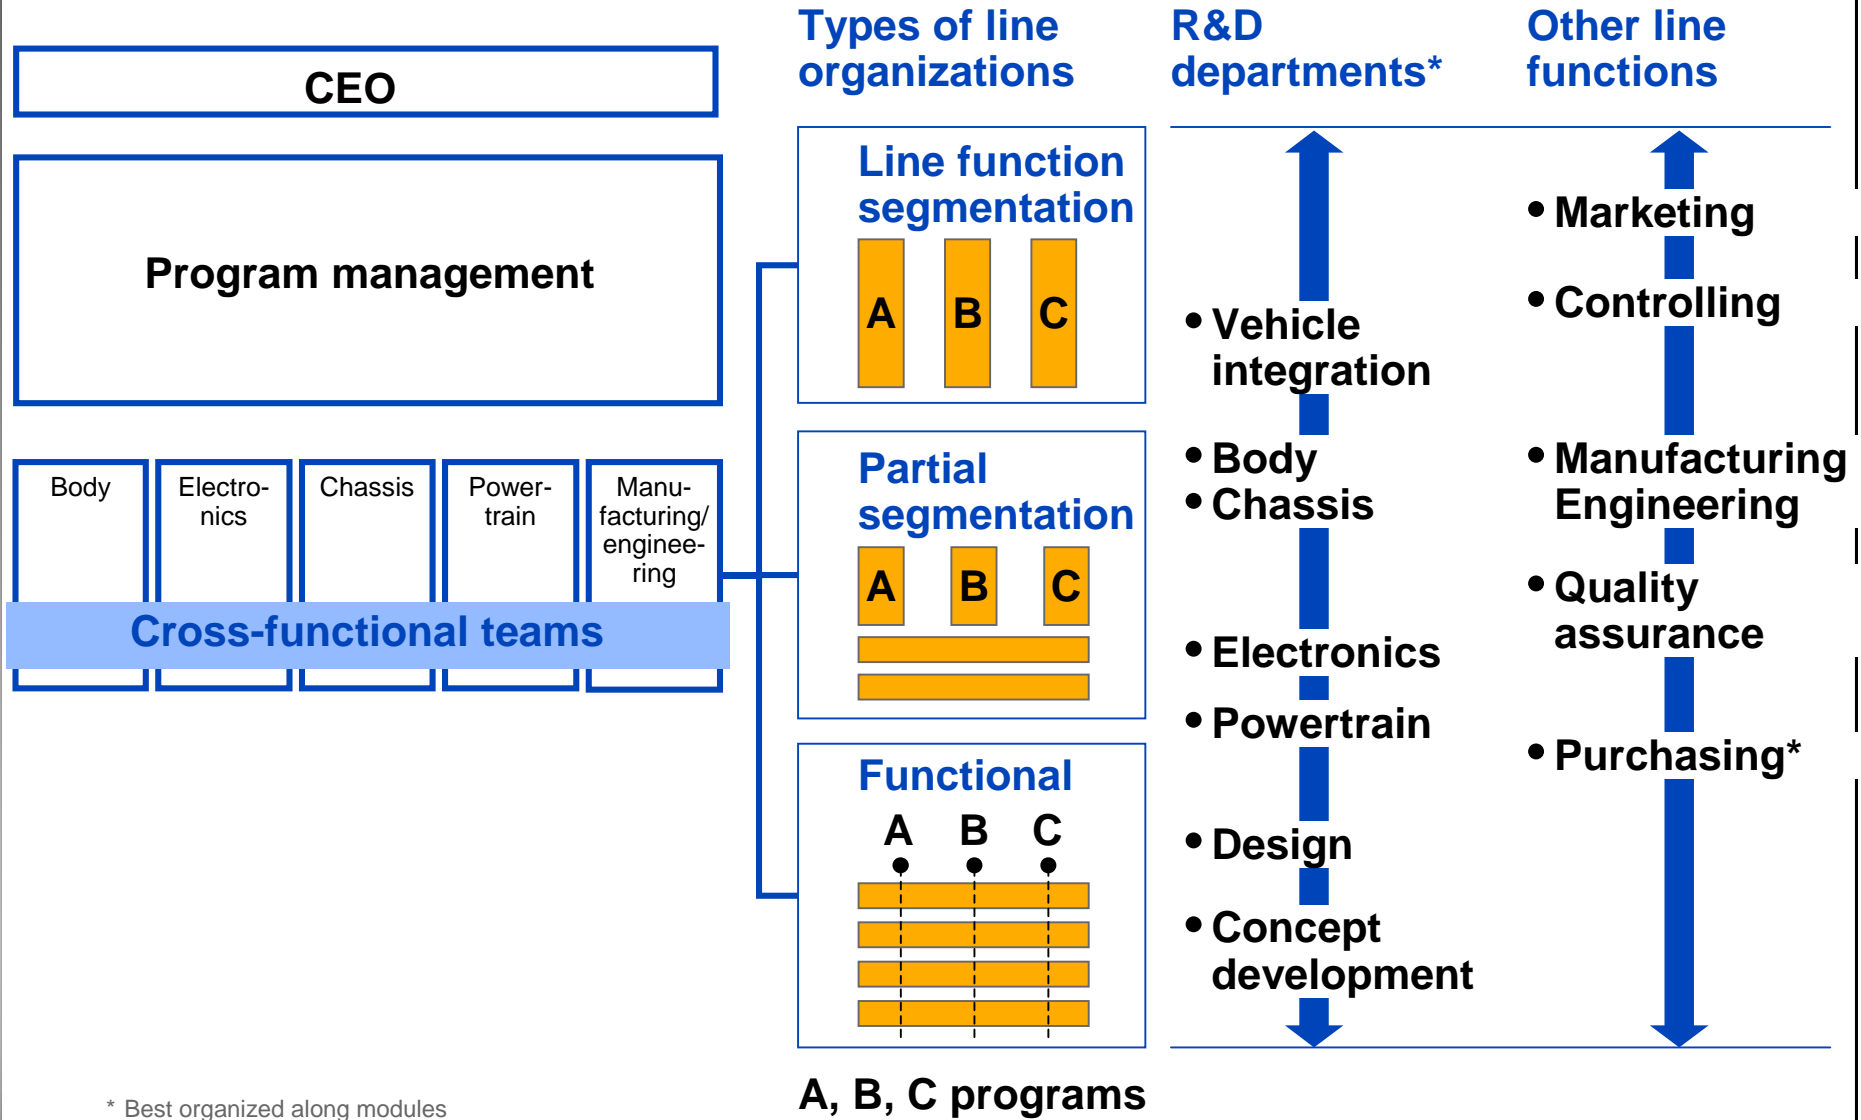 CEO
Program management
Body
Electro-
nics
Chassis
Power-
train
Manu-
facturing/
enginee-
ring
Cross-functional teams
Types of line
organizations
Line function
segmentation
A B C
Partial
segmentation
A B C
Functional
A B C
A, B, C programs
R&D
departments*
• Vehicle
integration
• Body
• Chassis
• Electronics
• Powertrain
• Design
• Concept
development
Other line
functions
• Marketing
• Controlling
• Manufacturing
Engineering
• Quality
assurance
• Purchasing*
* Best organized along modules